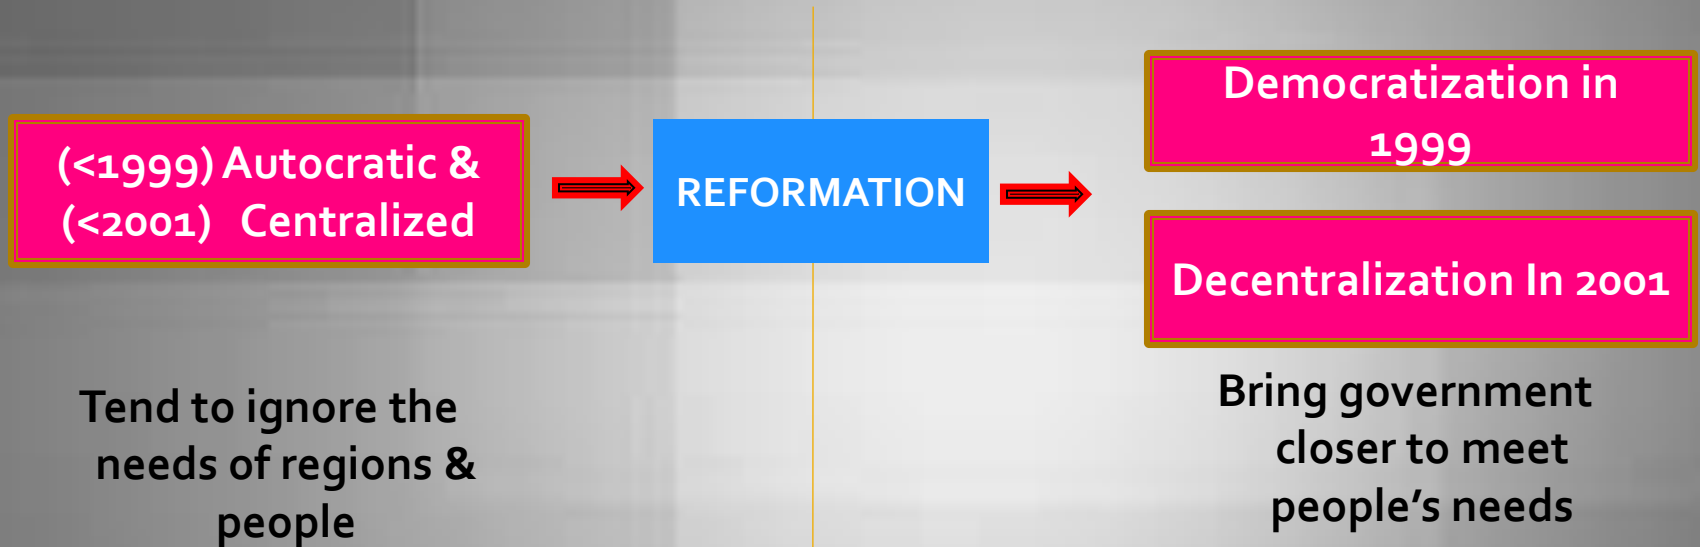 (<1999) Autocratic &
(<2001) Centralized
Tend to ignore the
needs of regions &
people
REFORMATION
Democratization in
1999
Decentralization In 2001
Bring government
closer to meet
people’s needs